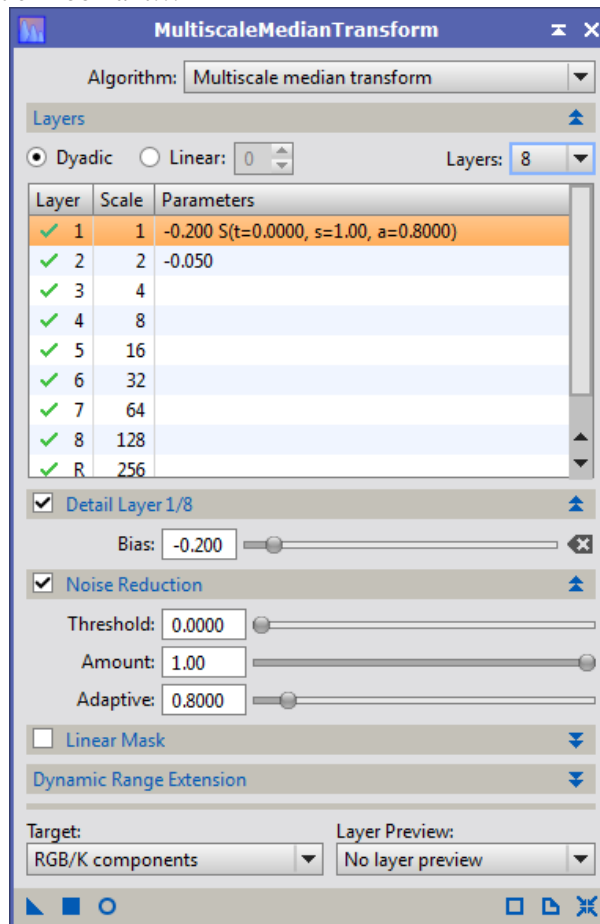 MultiscaleMedianTransform
Algorithm: Multiscale median transform
Layers
Dyadic Linear: 0 Layers: 8
Layer Scale Parameters
1 1 -0.200 S(t=0.0000, s=1.00, a=0.8000)
2 2 -0.050
3 4
4 8
5 16
6 32
7 64
8 128
R 256
Detail Layer 1/8
Bias: -0.200
Noise Reduction
Threshold: 0.0000
Amount: 1.00
Adaptive: 0.8000
Linear Mask
Dynamic Range Extension
Target: Layer Preview:
RGB/K components No layer preview